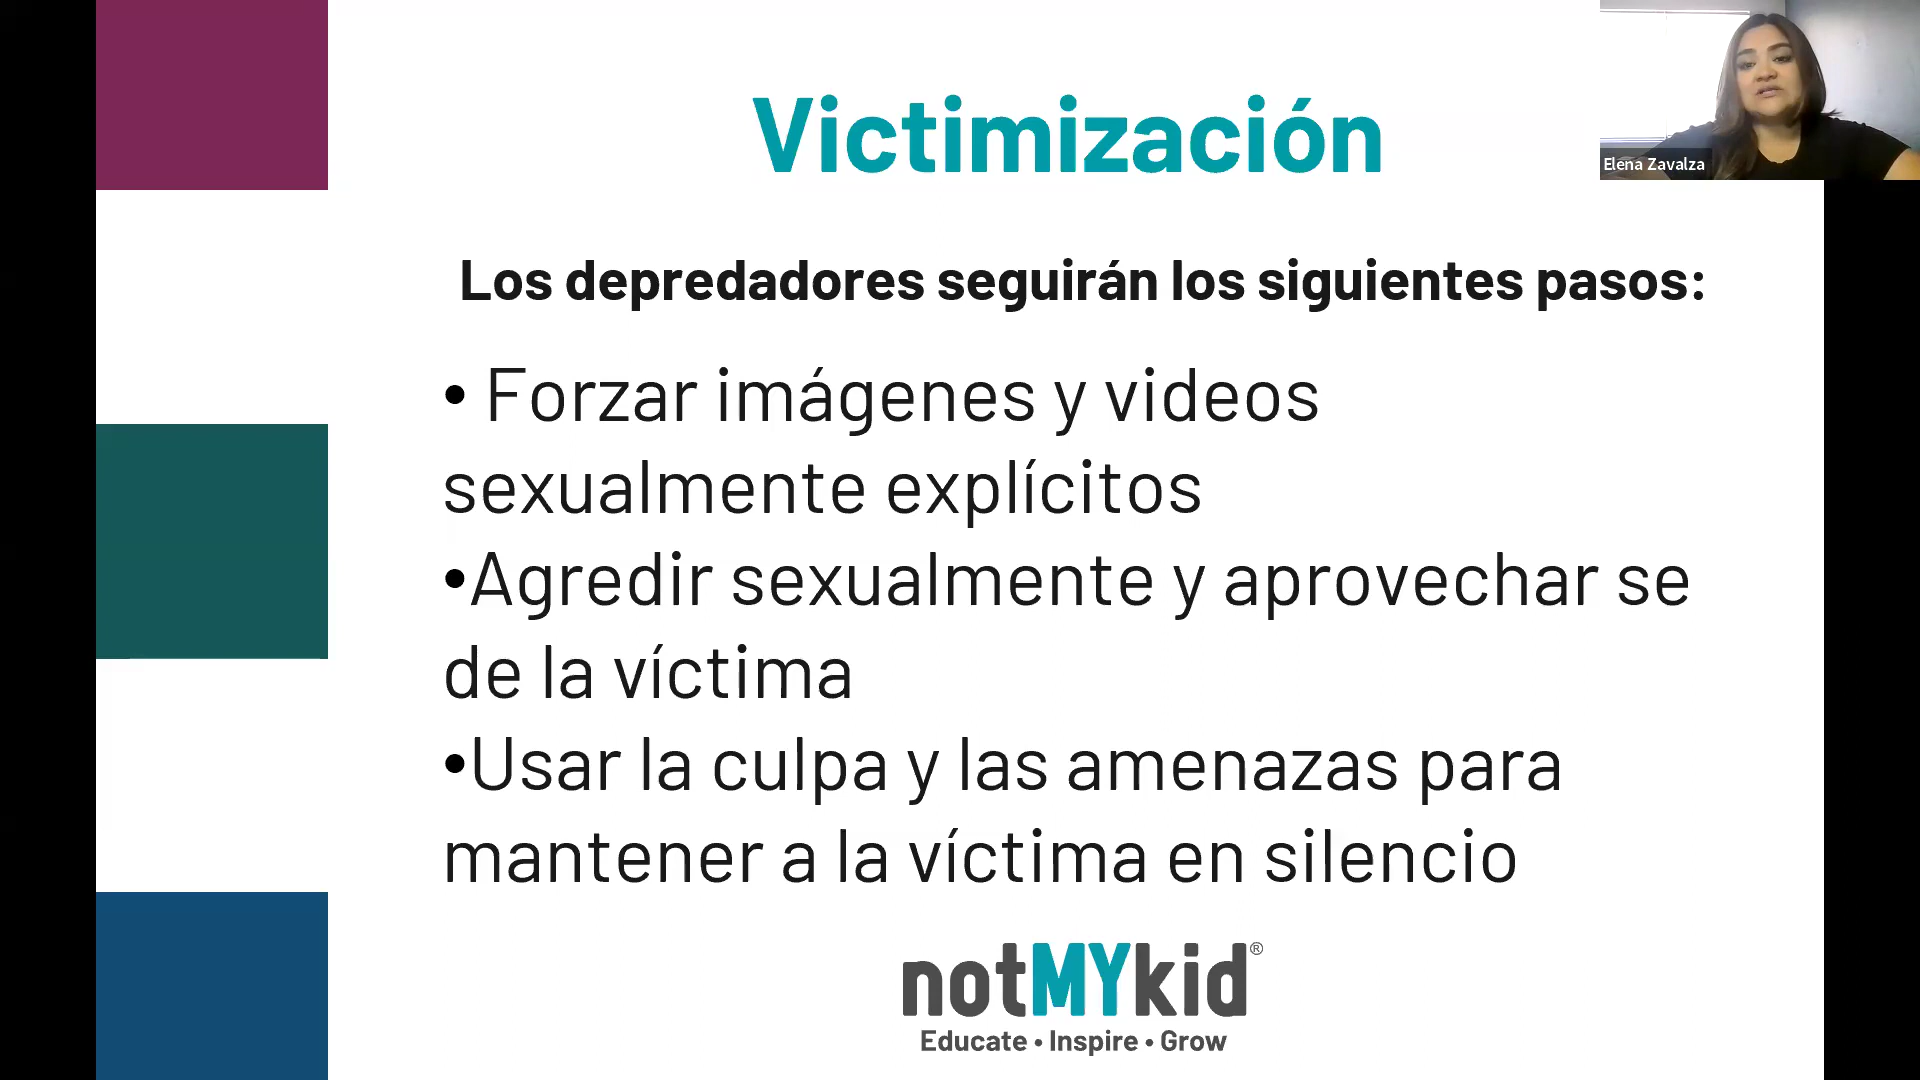 Victimización
Elena Zavalza
Los depredadores seguirán los siguientes pasos:
• Forzar imágenes y videos
sexualmente explícitos
•Agredir sexualmente y aprovechar se
de la víctima
•Usar la culpa y las amenazas para
mantener a la víctima en silencio
notMYkid®
Educate • Inspire • Grow